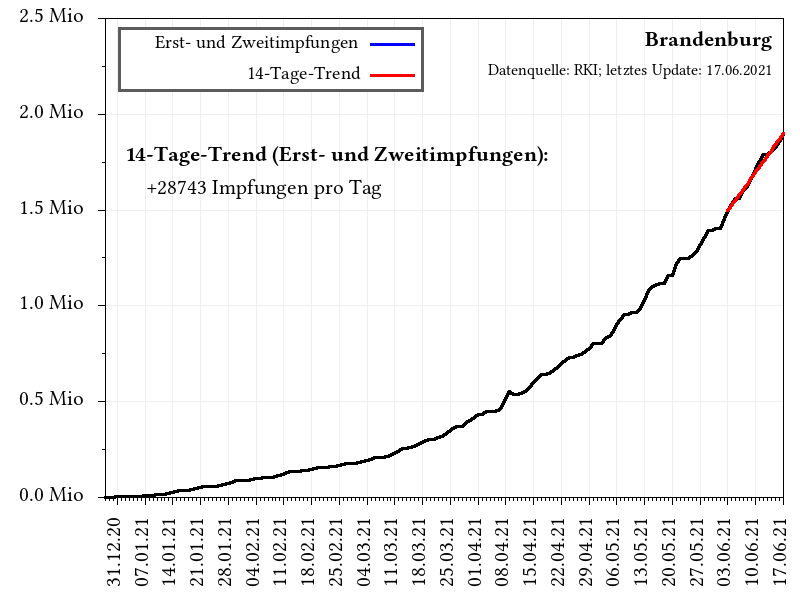 2.5 Mio
2.0 Mio
1.5 Mio
1.0 Mio
0.5 Mio
0.0 Mio
Erst- und Zweitimpfungen
14-Tage-Trend
Brandenburg
Datenquelle: RKI; letztes Update: 17.06.2021
14-Tage-Trend (Erst- und Zweitimpfungen):
+28743 Impfungen pro Tag
31.12.20
07.01.21
14.01.21
21.01.21
28.01.21
04.02.21
11.02.21
18.02.21
25.02.21
04.03.21
11.03.21
18.03.21
25.03.21
01.04.21
08.04.21
15.04.21
22.04.21
29.04.21
06.05.21
13.05.21
20.05.21
27.05.21
03.06.21
10.06.21
17.06.21